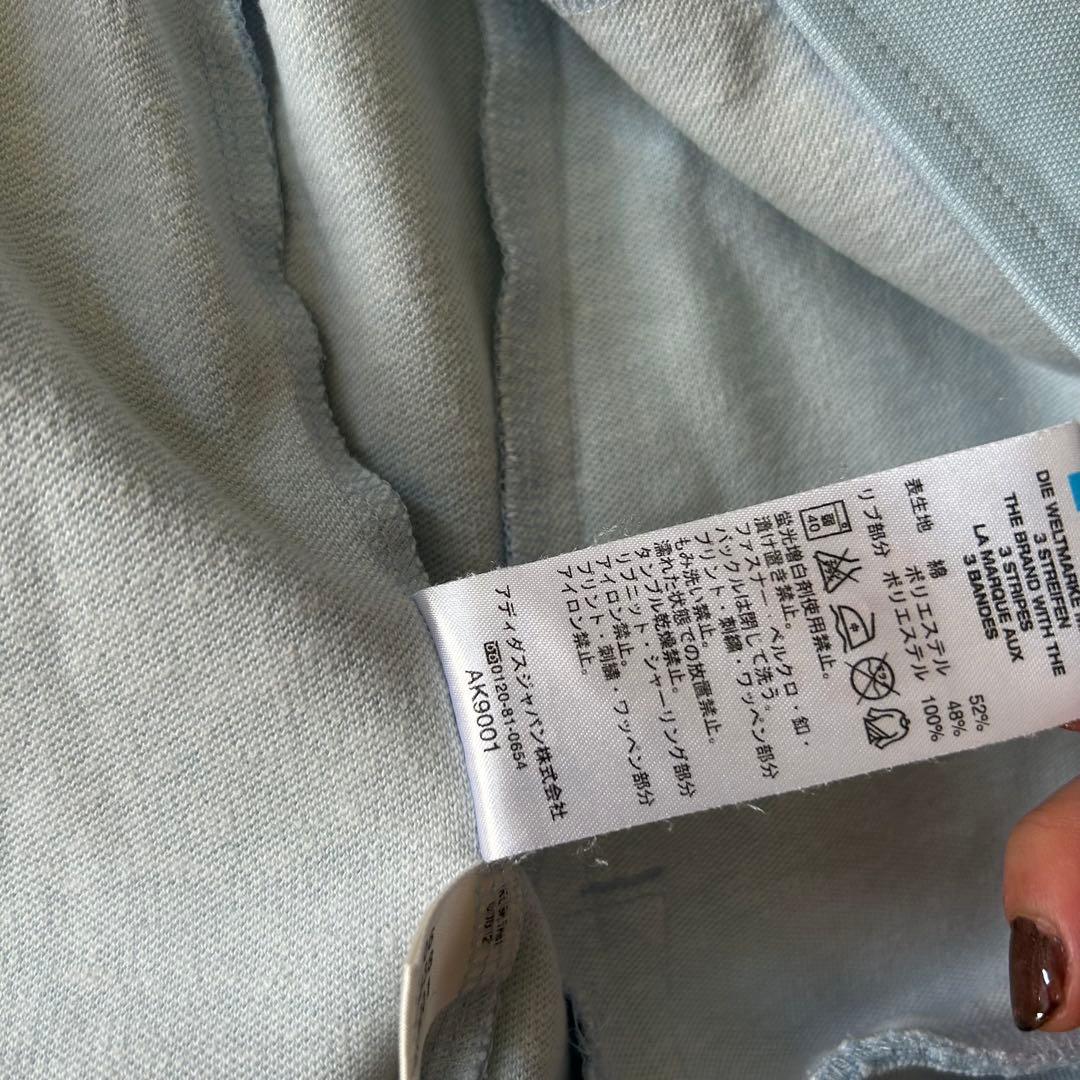 DIE WELTMARKE
3 STREIFEN
THE BRAND WITH THE
3 STRIPES
LA MARQUE AUX
3 BANDES
表生地 綿 52%
ポリエステル 48%
リブ部分 ポリエステル 100%
弱
40
蛍光増白剤使用禁止。
漬け置き禁止。
ファスナー・ベルクロ・釦・
バックルは閉じて洗う。
プリント・刺繍・ワッペン部分
もみ洗い禁止。
濡れた状態での放置禁止。
タンブル乾燥禁止。
リブニット・シャーリング部分
アイロン禁止。
プリント・刺繍・ワッペン部分
アイロン禁止。
アディダスジャパン株式会社
0120-81-0654
AK9001